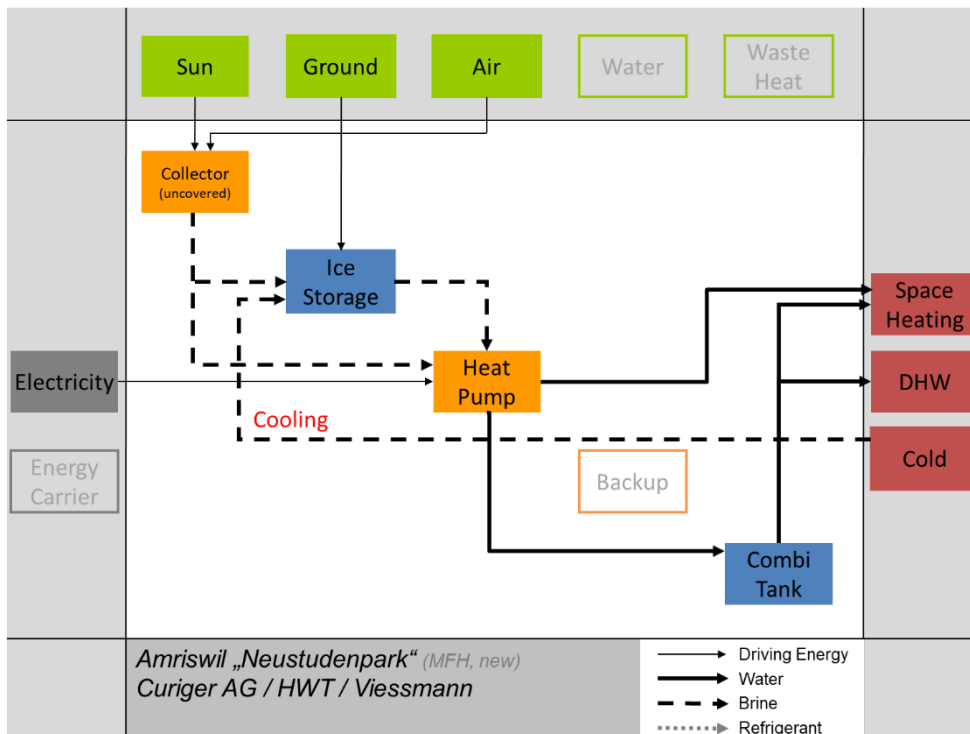 Sun
Ground
Air
Water
Waste
Heat
Collector
(uncovered)
Ice
Storage
Space
Heating
Electricity
Heat
Pump
DHW
Cooling
Energy
Carrier
Backup
Cold
Combi
Tank
Amriswil „Neustudenpark“ (MFH, new)
Curiger AG / HWT / Viessmann
Driving Energy
Water
Brine
Refrigerant